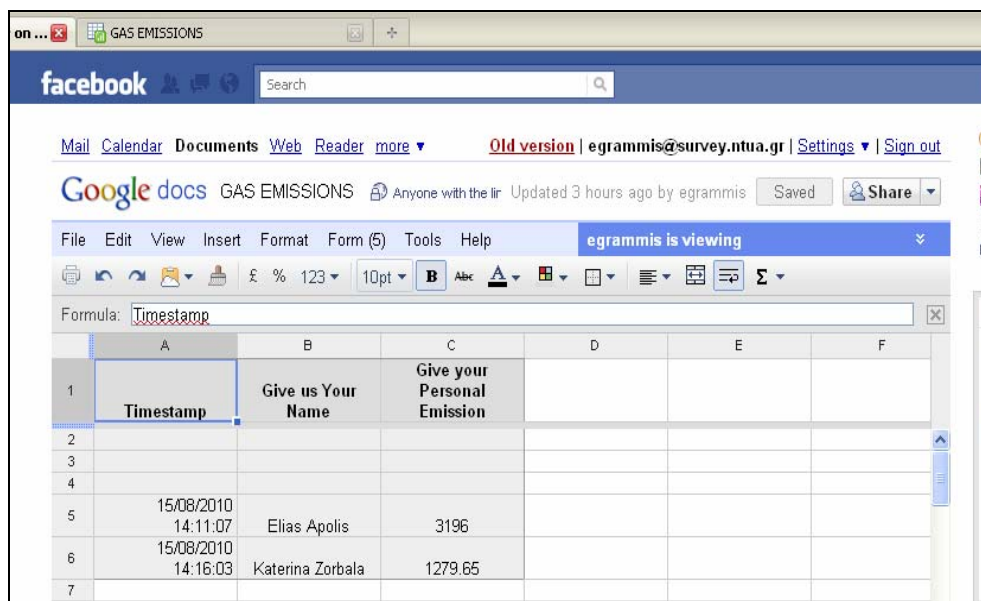 on ... GAS EMISSIONS
facebook Search
Mail Calendar Documents Web Reader more ▾ Old version | egrammis@survey.ntua.gr | Settings ▾ | Sign out
Google docs GAS EMISSIONS Anyone with the lin Updated 3 hours ago by egrammis Saved Share
File Edit View Insert Format Form (5) Tools Help egrammis is viewing
£ % 123 10pt B Abc A Σ
Formula: Timestamp
A B C D E F
1 Timestamp Give us Your Name Give your Personal Emission
2
3
4
5 15/08/2010 14:11:07 Elias Apolis 3196
6 15/08/2010 14:16:03 Katerina Zorbala 1279.65
7